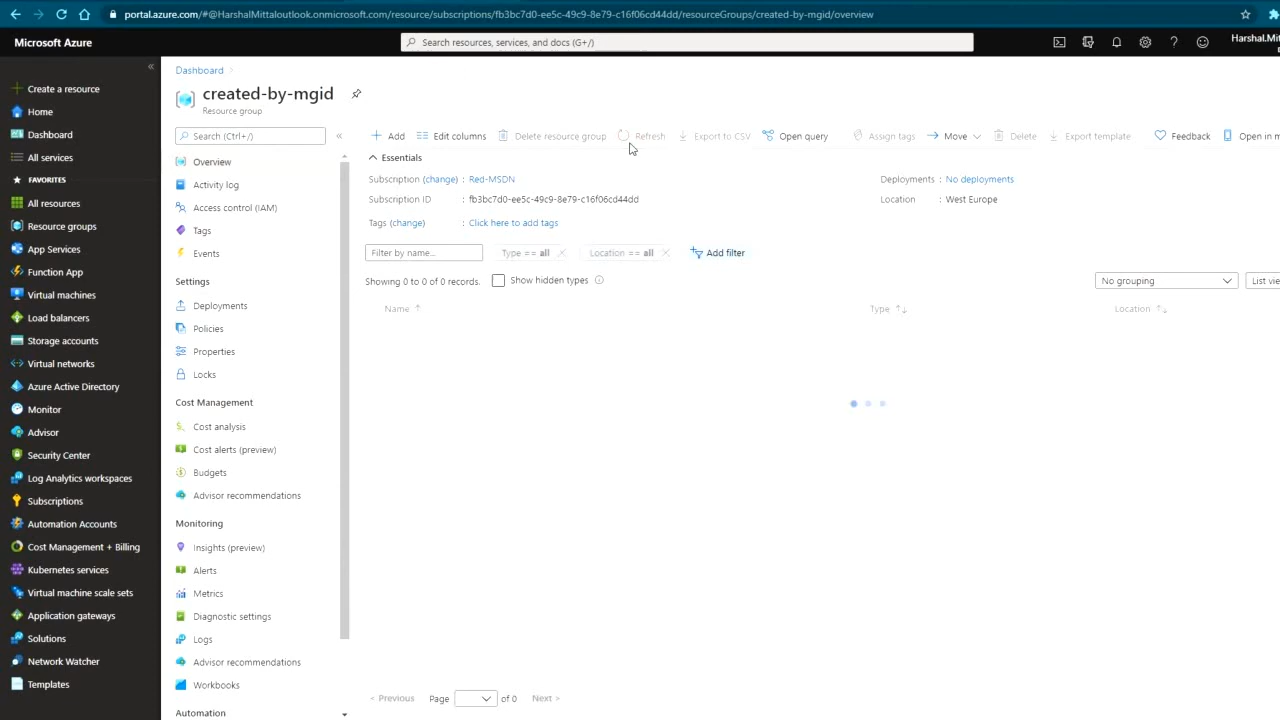 portal.azure.com/#@HarshalMittaloutlook.onmicrosoft.com/resource/subscriptions/fb3bc7d0-ee5c-49c9-8e79-c16f06cd44dd/resourceGroups/created-by-mgid/overview
Microsoft Azure
Search resources, services, and docs (G+/)
Harshal.Mit
«
Create a resource
Home
Dashboard
All services
FAVORITES
All resources
Resource groups
App Services
Function App
Virtual machines
Load balancers
Storage accounts
Virtual networks
Azure Active Directory
Monitor
Advisor
Security Center
Log Analytics workspaces
Subscriptions
Automation Accounts
Cost Management + Billing
Kubernetes services
Virtual machine scale sets
Application gateways
Solutions
Network Watcher
Templates
Dashboard >
created-by-mgid
Resource group
Search (Ctrl+/)
«
Overview
Activity log
Access control (IAM)
Tags
Events
Settings
Deployments
Policies
Properties
Locks
Cost Management
Cost analysis
Cost alerts (preview)
Budgets
Advisor recommendations
Monitoring
Insights (preview)
Alerts
Metrics
Diagnostic settings
Logs
Advisor recommendations
Workbooks
Automation
Add Edit columns Delete resource group Refresh Export to CSV Open query Assign tags Move Delete Export template Feedback Open in m
Essentials
Subscription (change) : Red-MSDN
Subscription ID : fb3bc7d0-ee5c-49c9-8e79-c16f06cd44dd
Tags (change) : Click here to add tags
Deployments : No deployments
Location : West Europe
Filter by name... Type == all Location == all Add filter
Showing 0 to 0 of 0 records. Show hidden types No grouping List vie
Name Type Location
< Previous Page of 0 Next >